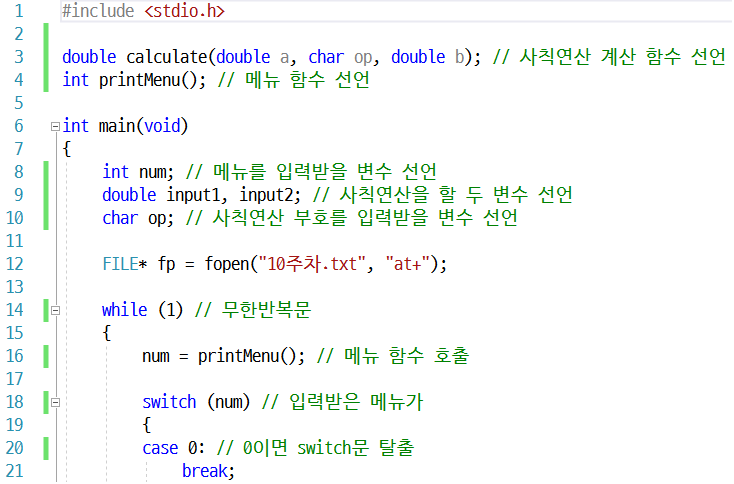 1 #include <stdio.h>
2
3 double calculate(double a, char op, double b); // 사칙연산 계산 함수 선언
4 int printMenu(); // 메뉴 함수 선언
5
6 int main(void)
7 {
8 int num; // 메뉴를 입력받을 변수 선언
9 double input1, input2; // 사칙연산을 할 두 변수 선언
10 char op; // 사칙연산 부호를 입력받을 변수 선언
11
12 FILE* fp = fopen("10주차.txt", "at+");
13
14 while (1) // 무한반복문
15 {
16 num = printMenu(); // 메뉴 함수 호출
17
18 switch (num) // 입력받은 메뉴가
19 {
20 case 0: // 0이면 switch문 탈출
21 break;